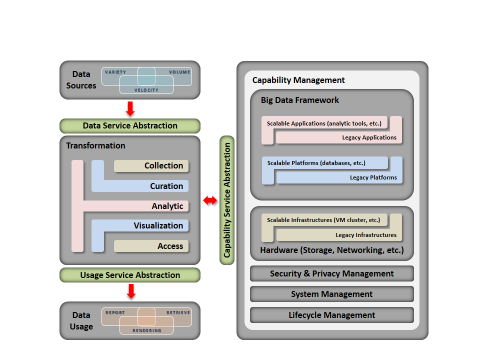 Data
Sources
VARIETY
VOLUME
VELOCITY
Data Service Abstraction
Transformation
Collection
Curation
Analytic
Visualization
Access
Usage Service Abstraction
Data
Usage
REPORT
RETRIEVE
RENDERING
Capability Service Abstraction
Capability Management
Big Data Framework
Scalable Applications (analytic tools, etc.)
Legacy Applications
Scalable Platforms (databases, etc.)
Legacy Platforms
Scalable Infrastructures (VM cluster, etc.)
Legacy Infrastructures
Hardware (Storage, Networking, etc.)
Security & Privacy Management
System Management
Lifecycle Management